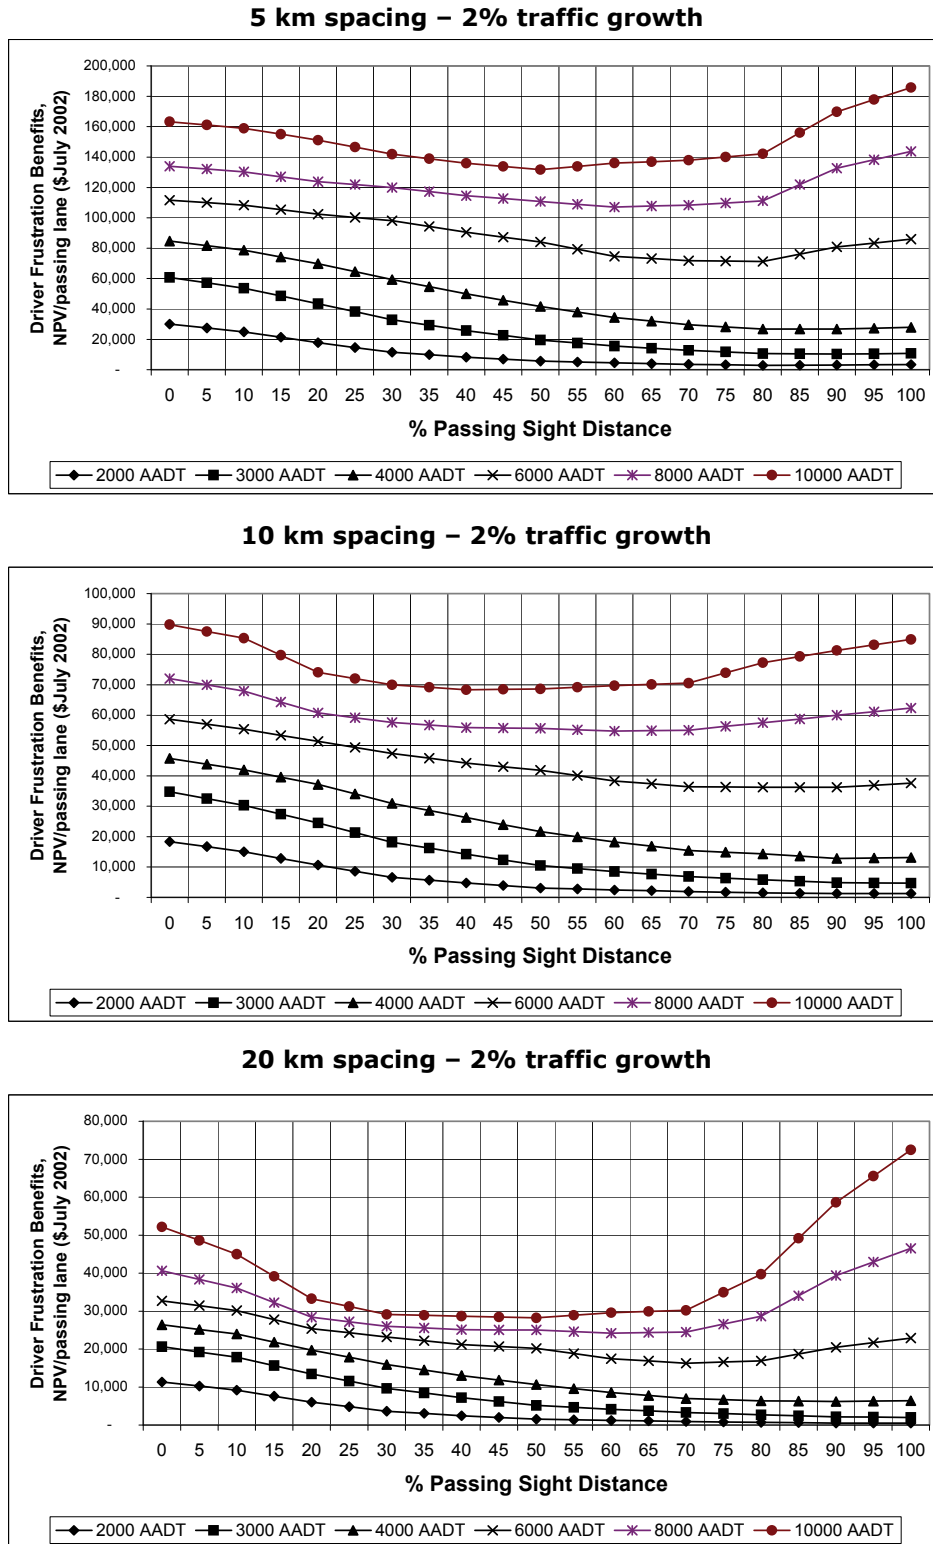 5 km spacing – 2% traffic growth
200,000
180,000
160,000
140,000
120,000
100,000
80,000
60,000
40,000
20,000
-
Driver Frustration Benefits,
NPV/passing lane ($July 2002)
0 5 10 15 20 25 30 35 40 45 50 55 60 65 70 75 80 85 90 95 100
% Passing Sight Distance
2000 AADT 3000 AADT 4000 AADT 6000 AADT 8000 AADT 10000 AADT
10 km spacing – 2% traffic growth
100,000
90,000
80,000
70,000
60,000
50,000
40,000
30,000
20,000
10,000
-
Driver Frustration Benefits,
NPV/passing lane ($July 2002)
0 5 10 15 20 25 30 35 40 45 50 55 60 65 70 75 80 85 90 95 100
% Passing Sight Distance
2000 AADT 3000 AADT 4000 AADT 6000 AADT 8000 AADT 10000 AADT
20 km spacing – 2% traffic growth
80,000
70,000
60,000
50,000
40,000
30,000
20,000
10,000
-
Driver Frustration Benefits,
NPV/passing lane ($July 2002)
0 5 10 15 20 25 30 35 40 45 50 55 60 65 70 75 80 85 90 95 100
% Passing Sight Distance
2000 AADT 3000 AADT 4000 AADT 6000 AADT 8000 AADT 10000 AADT